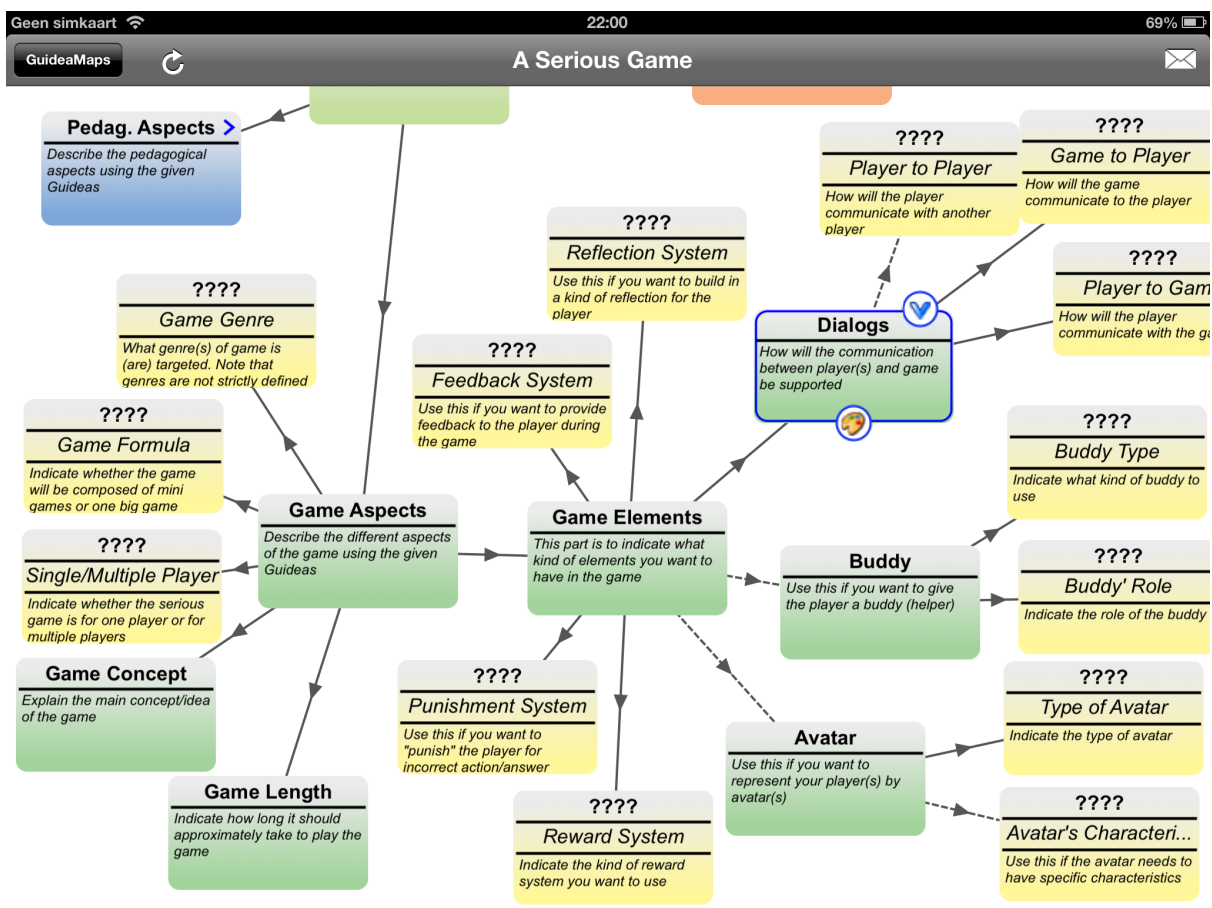 Geen simkaart
22:00
69%
GuideaMaps
A Serious Game
Pedag. Aspects
Describe the pedagogical
aspects using the given
Guideas
????
Player to Player
How will the player
communicate with another
player
????
Game to Player
How will the game
communicate to the player
????
Reflection System
Use this if you want to build in
a kind of reflection for the
player
????
Player to Gam
How will the player
communicate with the ga
????
Game Genre
What genre(s) of game is
(are) targeted. Note that
genres are not strictly defined
Dialogs
How will the communication
between player(s) and game
be supported
????
Feedback System
Use this if you want to provide
feedback to the player during
the game
????
Game Formula
Indicate whether the game
will be composed of mini
games or one big game
????
Buddy Type
Indicate what kind of buddy to
use
Game Aspects
Describe the different aspects
of the game using the given
Guideas
Game Elements
This part is to indicate what
kind of elements you want to
have in the game
????
Single/Multiple Player
Indicate whether the serious
game is for one player or for
multiple players
Buddy
Use this if you want to give
the player a buddy (helper)
????
Buddy' Role
Indicate the role of the buddy
Game Concept
Explain the main concept/idea
of the game
????
Punishment System
Use this if you want to
"punish" the player for
incorrect action/answer
????
Type of Avatar
Indicate the type of avatar
Avatar
Use this if you want to
represent your player(s) by
avatar(s)
Game Length
Indicate how long it should
approximately take to play the
game
????
Reward System
Indicate the kind of reward
system you want to use
????
Avatar's Characteri...
Use this if the avatar needs to
have specific characteristics